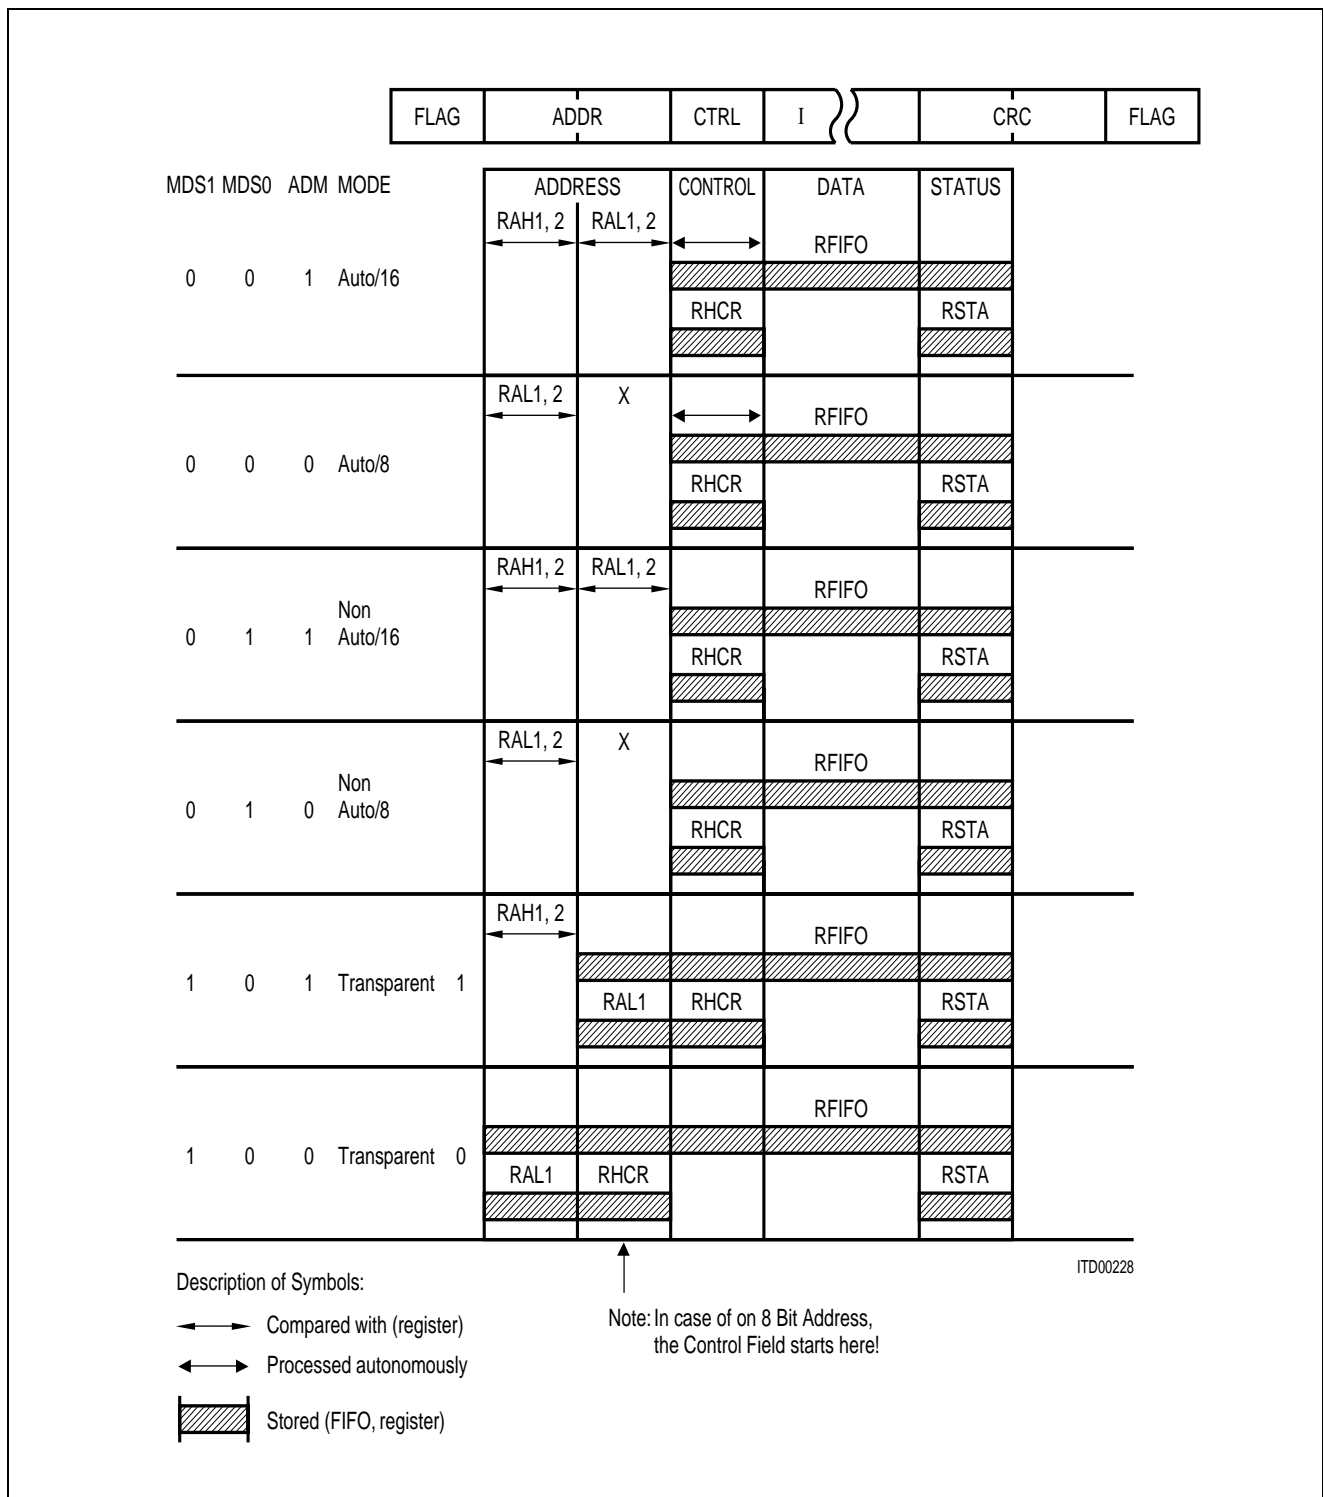 FLAG ADDR CTRL I CRC FLAG
MDS1 MDS0 ADM MODE ADDRESS CONTROL DATA STATUS
RAH1, 2 RAL1, 2 RFIFO
0 0 1 Auto/16
RHCR RSTA
RAL1, 2 X RFIFO
0 0 0 Auto/8
RHCR RSTA
RAH1, 2 RAL1, 2 RFIFO
Non
0 1 1 Auto/16
RHCR RSTA
RAL1, 2 X RFIFO
Non
0 1 0 Auto/8
RHCR RSTA
RAH1, 2 RFIFO
1 0 1 Transparent 1
RAL1 RHCR RSTA
RFIFO
1 0 0 Transparent 0
RAL1 RHCR RSTA
ITD00228
Description of Symbols:
Compared with (register)
Processed autonomously
Stored (FIFO, register)
Note: In case of on 8 Bit Address,
the Control Field starts here!